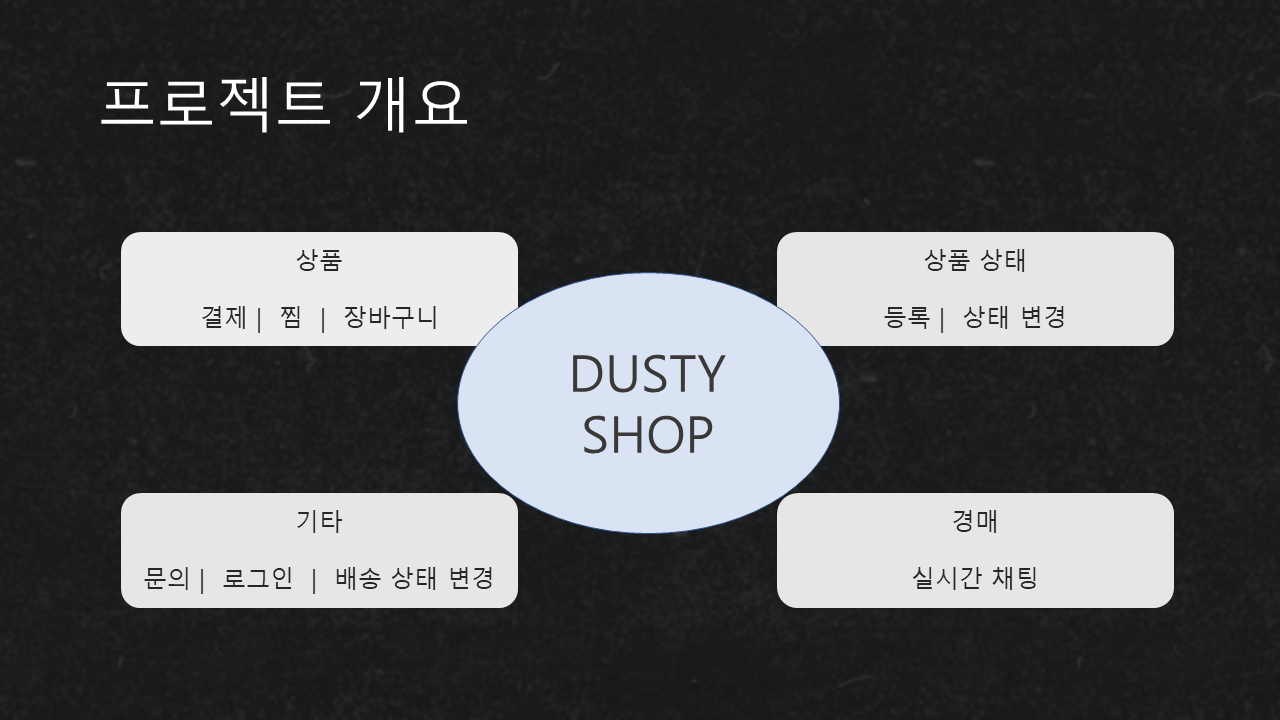 프로젝트 개요
상품
결제 | 찜 | 장바구니
상품 상태
등록 | 상태 변경
DUSTY
SHOP
기타
문의 | 로그인 | 배송 상태 변경
경매
실시간 채팅